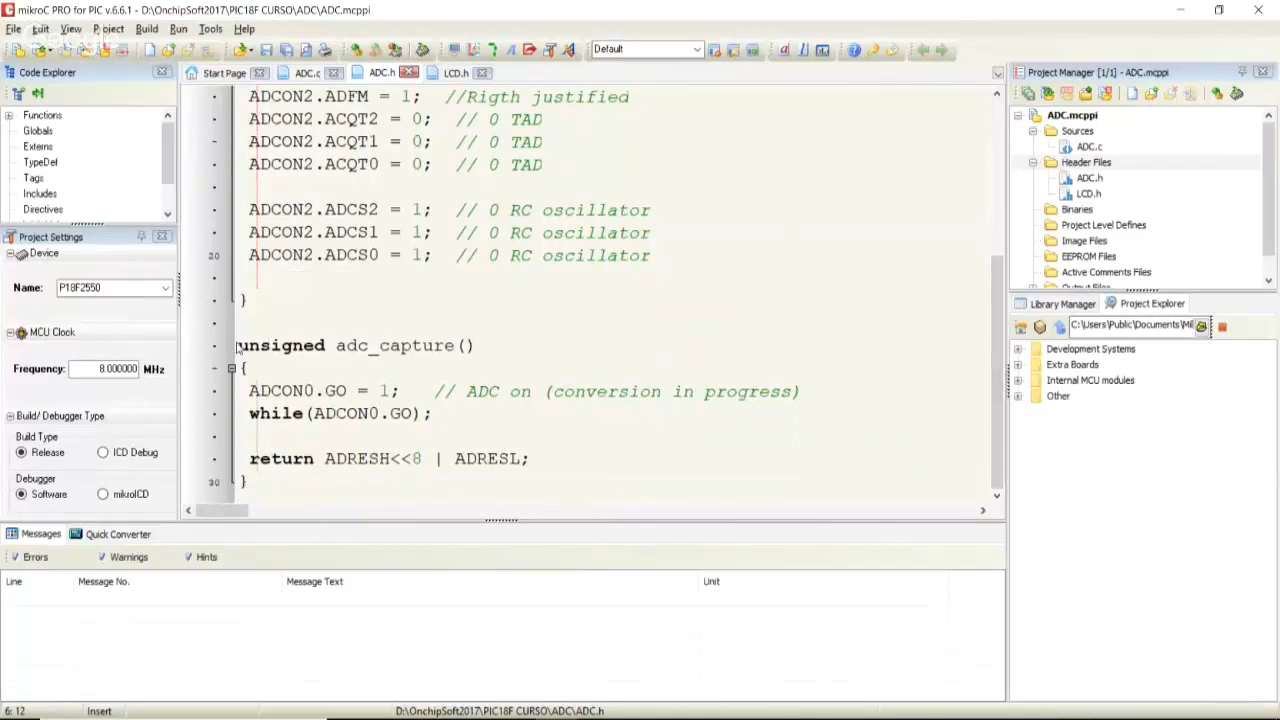 mikroC PRO for PIC v.6.6.1 - D:\OnchipSoft2017\PIC18F CURSO\ADC\ADC.mcppi
File Edit View Project Build Run Tools Help
Default
Code Explorer
Functions
Globals
Externs
TypeDef
Tags
Includes
Directives
Project Settings
Device
Name: P18F2550
MCU Clock
Frequency: 8.000000 MHz
Build/ Debugger Type
Build Type
Release ICD Debug
Debugger
Software mikroICD
Start Page ADC.c ADC.h LCD.h
ADCON2.ADFM = 1; //Rigth justified
ADCON2.ACQT2 = 0; // 0 TAD
ADCON2.ACQT1 = 0; // 0 TAD
ADCON2.ACQT0 = 0; // 0 TAD
ADCON2.ADCS2 = 1; // 0 RC oscillator
ADCON2.ADCS1 = 1; // 0 RC oscillator
20 ADCON2.ADCS0 = 1; // 0 RC oscillator
}
unsigned adc_capture()
{
ADCON0.GO = 1; // ADC on (conversion in progress)
while(ADCON0.GO);
return ADRESH<<8 | ADRESL;
30 }
Project Manager [1/1] - ADC.mcppi
ADC.mcppi
Sources
ADC.c
Header Files
ADC.h
LCD.h
Binaries
Project Level Defines
Image Files
EEPROM Files
Active Comments Files
Output Files
Library Manager Project Explorer
C:\Users\Public\Documents\Mi
Development Systems
Extra Boards
Internal MCU modules
Other
Messages Quick Converter
Errors Warnings Hints
Line Message No. Message Text Unit
6: 12 Insert D:\OnchipSoft2017\PIC18F CURSO\ADC\ADC.h